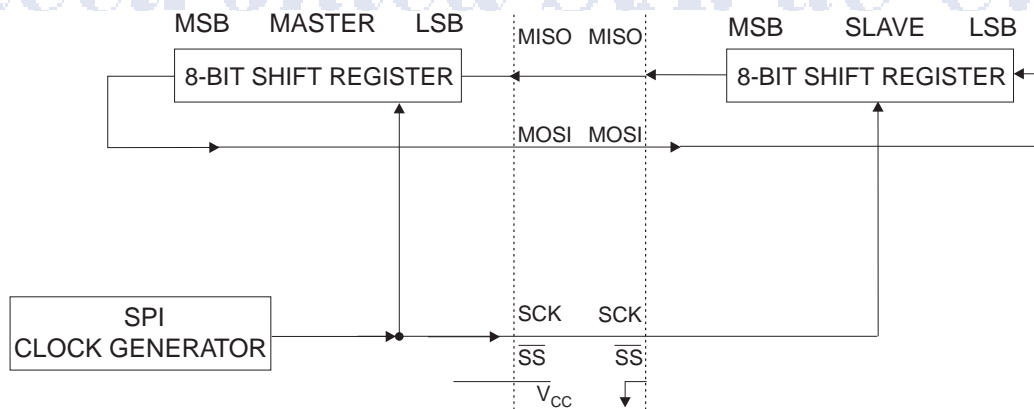 MSB MASTER LSB
MISO MISO
MSB SLAVE LSB
8-BIT SHIFT REGISTER
8-BIT SHIFT REGISTER
MOSI MOSI
SPI
CLOCK GENERATOR
SCK SCK
SS SS
VCC